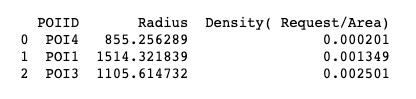 POIID Radius Density( Request/Area)
0 POI4 855.256289 0.000201
1 POI1 1514.321839 0.001349
2 POI3 1105.614732 0.002501